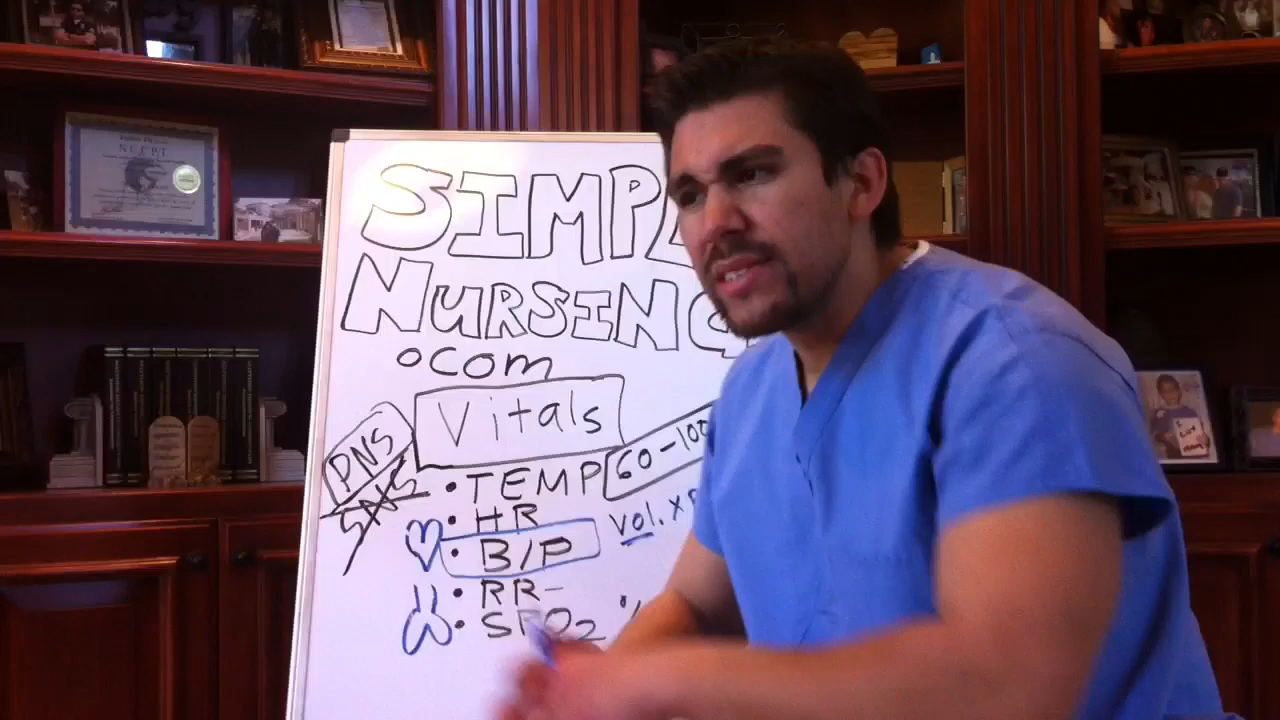 SIMPL
NURSING
.com
Vitals
PNS
SNS
• TEMP
60-100
• HR
vol. x
• B/P
• RR-
• SPO2 %